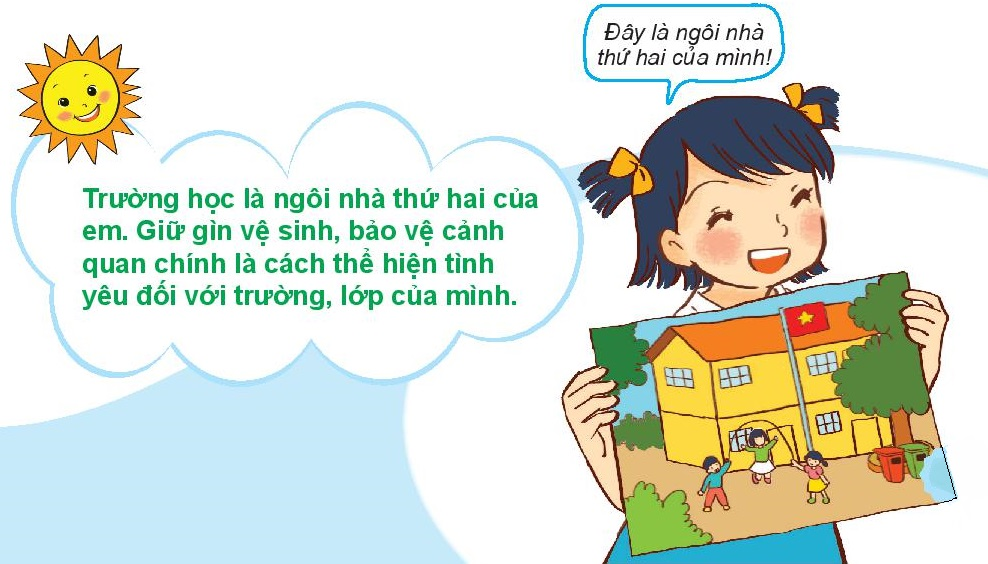 Đây là ngôi nhà
thứ hai của mình!
Trường học là ngôi nhà thứ hai của
em. Giữ gìn vệ sinh, bảo vệ cảnh
quan chính là cách thể hiện tình
yêu đối với trường, lớp của mình.